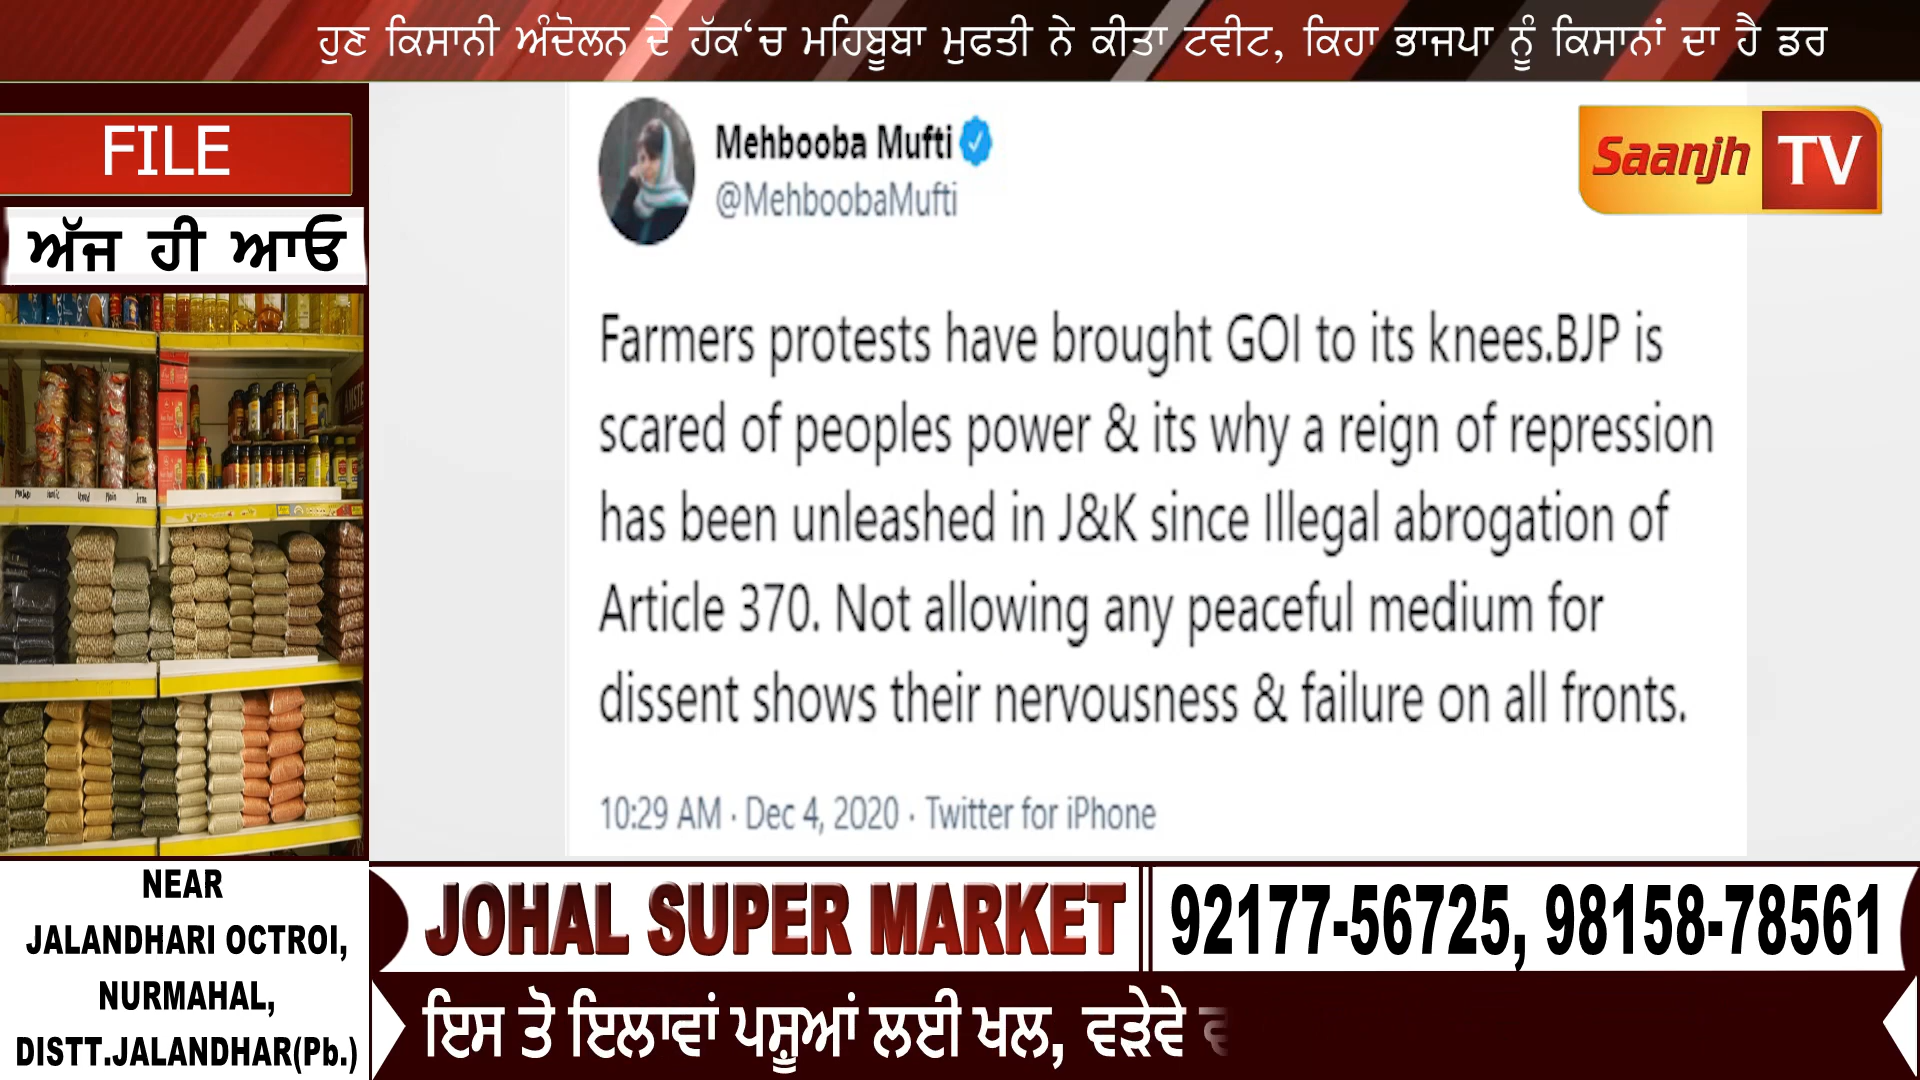 ਹੁਣ ਕਿਸਾਨੀ ਅੰਦੋਲਨ ਦੇ ਹੱਕ‘ਚ ਮਹਿਬੂਬਾ ਮੁਫਤੀ ਨੇ ਕੀਤਾ ਟਵੀਟ, ਕਿਹਾ ਭਾਜਪਾ ਨੂੰ ਕਿਸਾਨਾਂ ਦਾ ਹੈ ਡਰ
FILE
ਅੱਜ ਹੀ ਆਓ
Mehbooba Mufti
@MehboobaMufti
Saanjh TV
Farmers protests have brought GOI to its knees.BJP is
scared of peoples power & its why a reign of repression
has been unleashed in J&K since Illegal abrogation of
Article 370. Not allowing any peaceful medium for
dissent shows their nervousness & failure on all fronts.
10:29 AM · Dec 4, 2020 · Twitter for iPhone
NEAR
JALANDHARI OCTROI,
NURMAHAL,
DISTT.JALANDHAR(Pb.)
JOHAL SUPER MARKET
92177-56725, 98158-78561
ਇਸ ਤੋ ਇਲਾਵਾਂ ਪਸ਼ੂਆਂ ਲਈ ਖਲ, ਵੜੇਵੇ